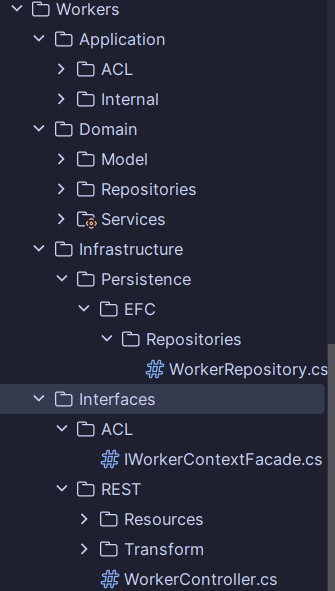 Workers
Application
ACL
Internal
Domain
Model
Repositories
Services
Infrastructure
Persistence
EFC
Repositories
WorkerRepository.cs
Interfaces
ACL
IWorkerContextFacade.cs
REST
Resources
Transform
WorkerController.cs